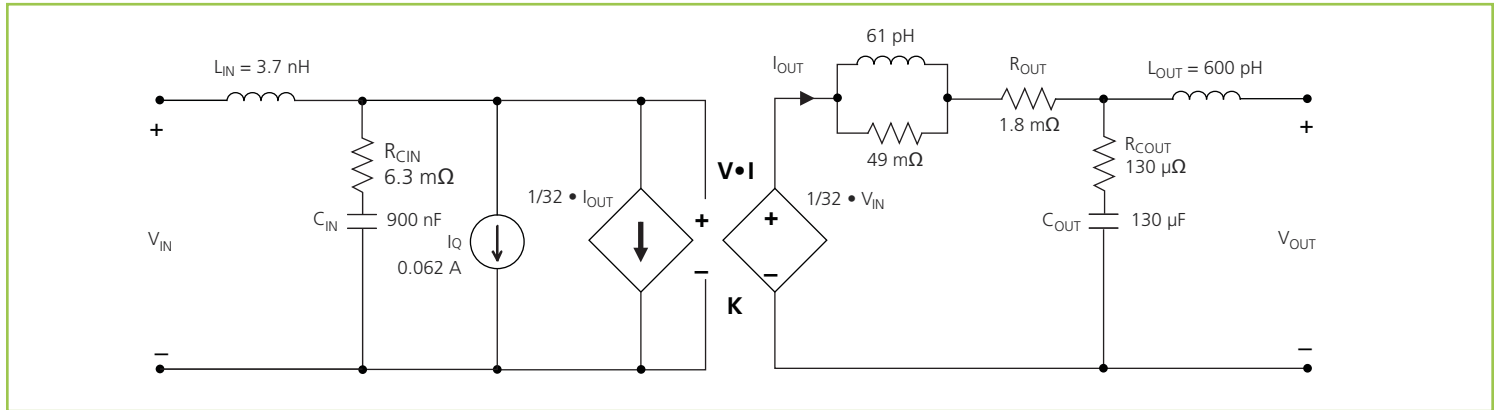 L_IN = 3.7 nH
+
R_CIN
6.3 mΩ
C_IN 900 nF
V_IN
I_Q
0.062 A
1/32 • I_OUT
–
V•I
+
–
K
1/32 • V_IN
+
–
I_OUT
61 pH
49 mΩ
R_OUT
1.8 mΩ
L_OUT = 600 pH
+
R_COUT
130 µΩ
C_OUT 130 µF
V_OUT
–